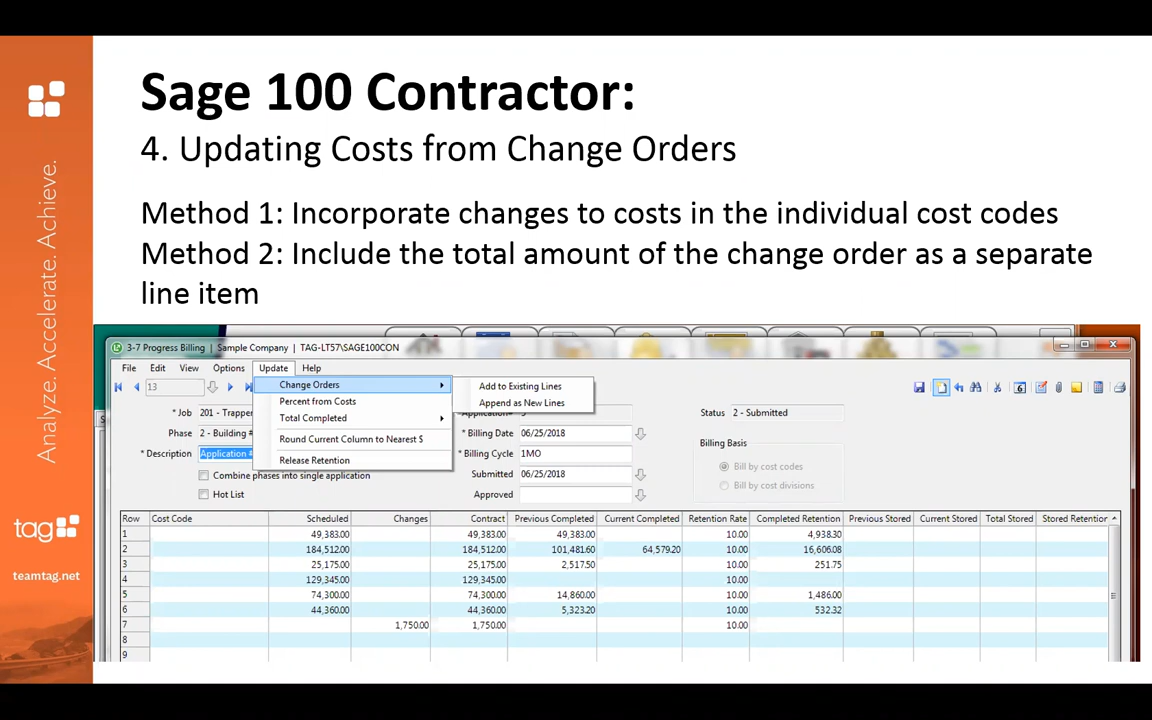 Sage 100 Contractor:
4. Updating Costs from Change Orders
Method 1: Incorporate changes to costs in the individual cost codes
Method 2: Include the total amount of the change order as a separate
line item
Analyze. Accelerate. Achieve.
tag
teamtag.net
3-7 Progress Billing | Sample Company | TAG-LT57\SAGE100CON
File Edit View Options Update Help
13
Change Orders
Percent from Costs
Total Completed
Round Current Column to Nearest $
Release Retention
Add to Existing Lines
Append as New Lines
* Job 201 - Trapper
Phase 2 - Building #
* Description Application #
Combine phases into single application
Hot List
* Billing Date 06/25/2018
* Billing Cycle 1MO
Submitted 06/25/2018
Approved
Status 2 - Submitted
Billing Basis
Bill by cost codes
Bill by cost divisions
Row Cost Code Scheduled Changes Contract Previous Completed Current Completed Retention Rate Completed Retention Previous Stored Current Stored Total Stored Stored Retention
1 49,383.00 49,383.00 49,383.00 10.00 4,938.30
2 184,512.00 184,512.00 101,481.60 64,579.20 10.00 16,606.08
3 25,175.00 25,175.00 2,517.50 10.00 251.75
4 129,345.00 129,345.00 10.00
5 74,300.00 74,300.00 14,860.00 10.00 1,486.00
6 44,360.00 44,360.00 5,323.20 10.00 532.32
7 1,750.00 1,750.00 10.00
8
9